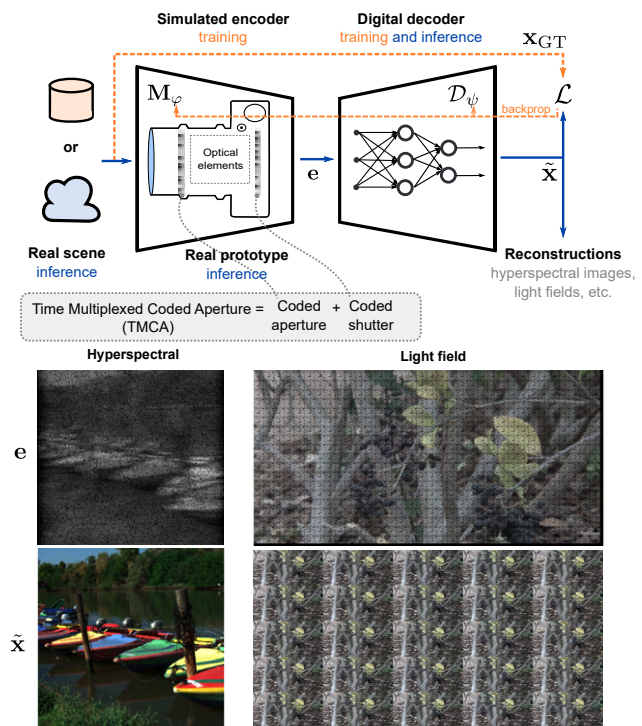 Simulated encoder
training
Digital decoder
training and inference
x_GT
M_φ
D_ψ
backprop
L
or
Optical
elements
e
x̃
Real scene
inference
Real prototype
inference
Reconstructions
hyperspectral images,
light fields, etc.
Time Multiplexed Coded Aperture = Coded aperture + Coded shutter
(TMCA)
Hyperspectral
Light field
e
x̃